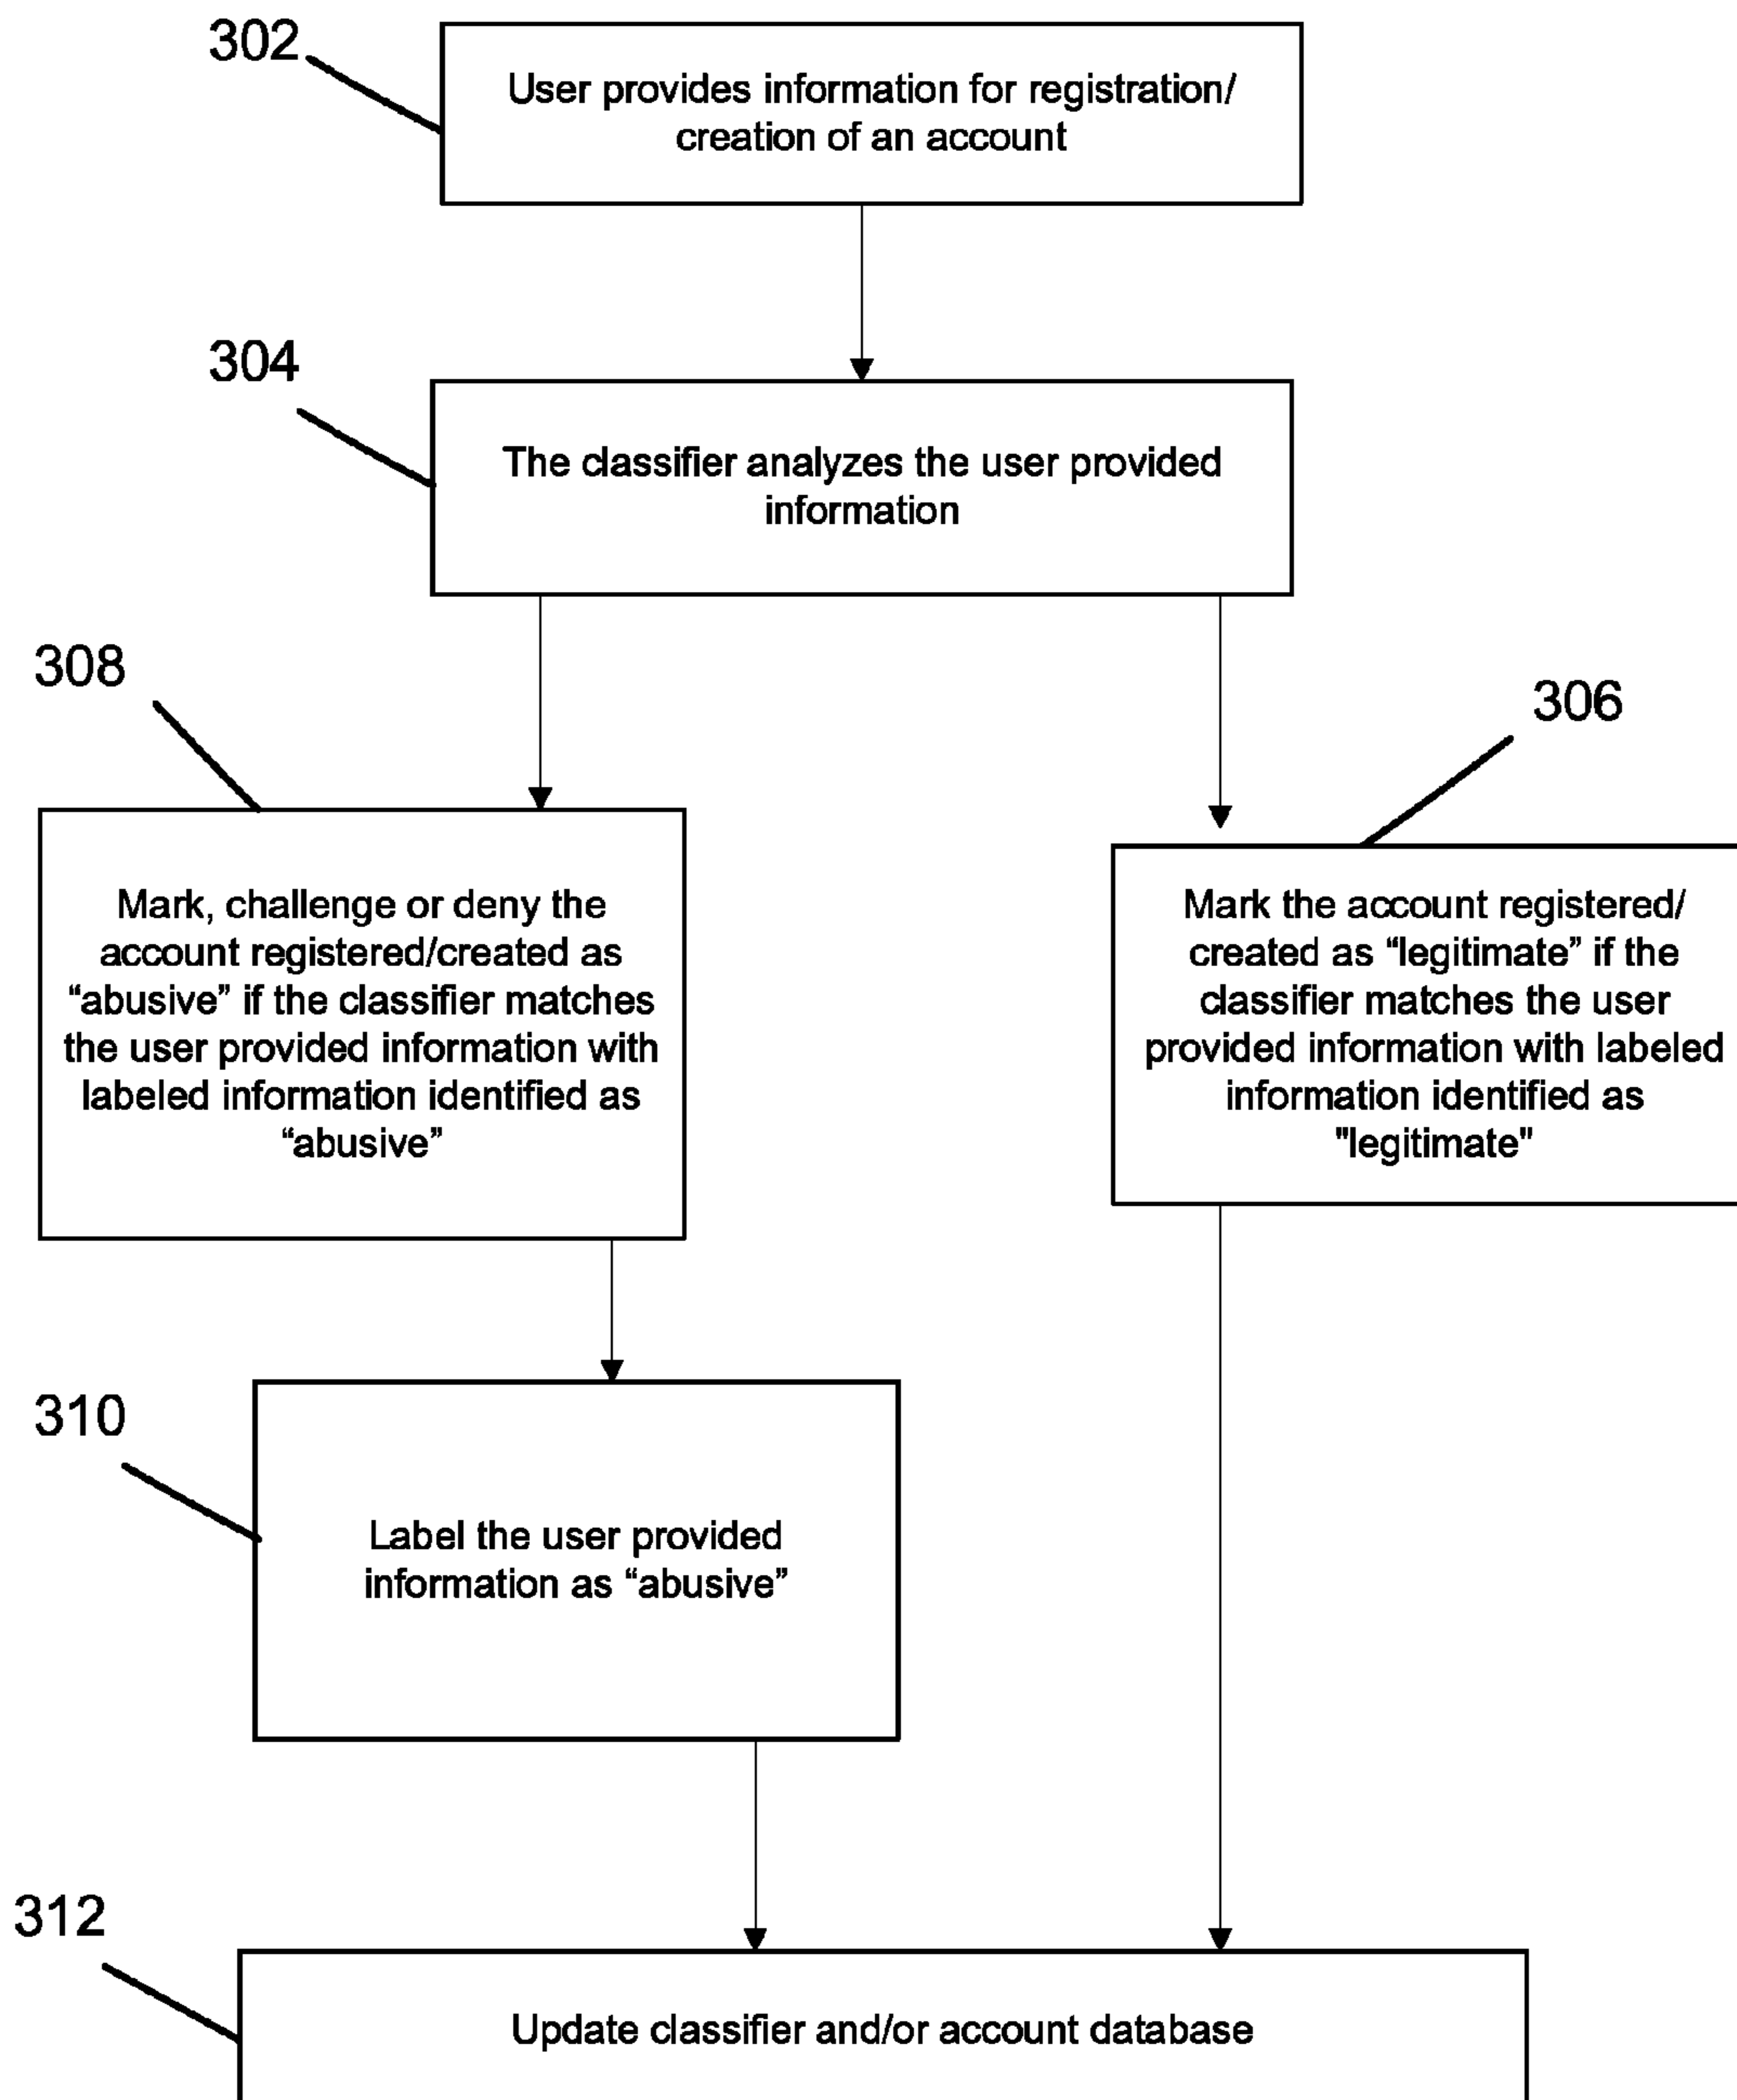 302
User provides information for registration/
creation of an account
304
The classifier analyzes the user provided
information
308
306
Mark, challenge or deny the
account registered/created as
“abusive” if the classifier matches
the user provided information with
labeled information identified as
“abusive”
Mark the account registered/
created as “legitimate” if the
classifier matches the user
provided information with labeled
information identified as
"legitimate"
310
Label the user provided
information as “abusive”
312
Update classifier and/or account database